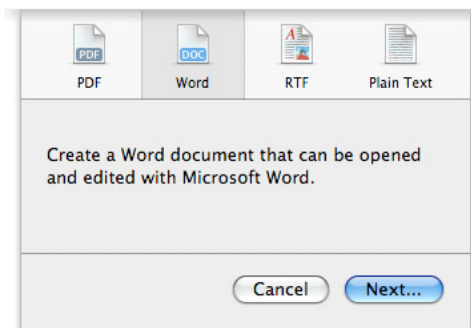 PDF
DOC
PDF
Word
RTF
Plain Text
Create a Word document that can be opened
and edited with Microsoft Word.
Cancel
Next...